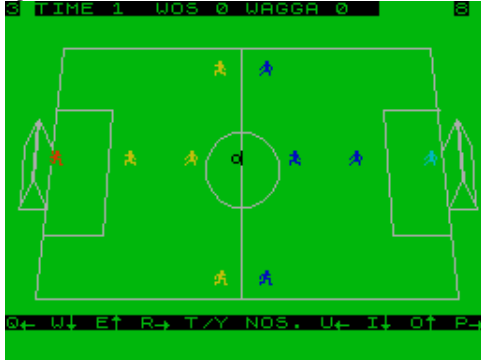 3 TIME 1 WOS 0 WAGGA 0 8
Q← W↓ E↑ R→ T/Y NOS. U← I↓ O↑ P→